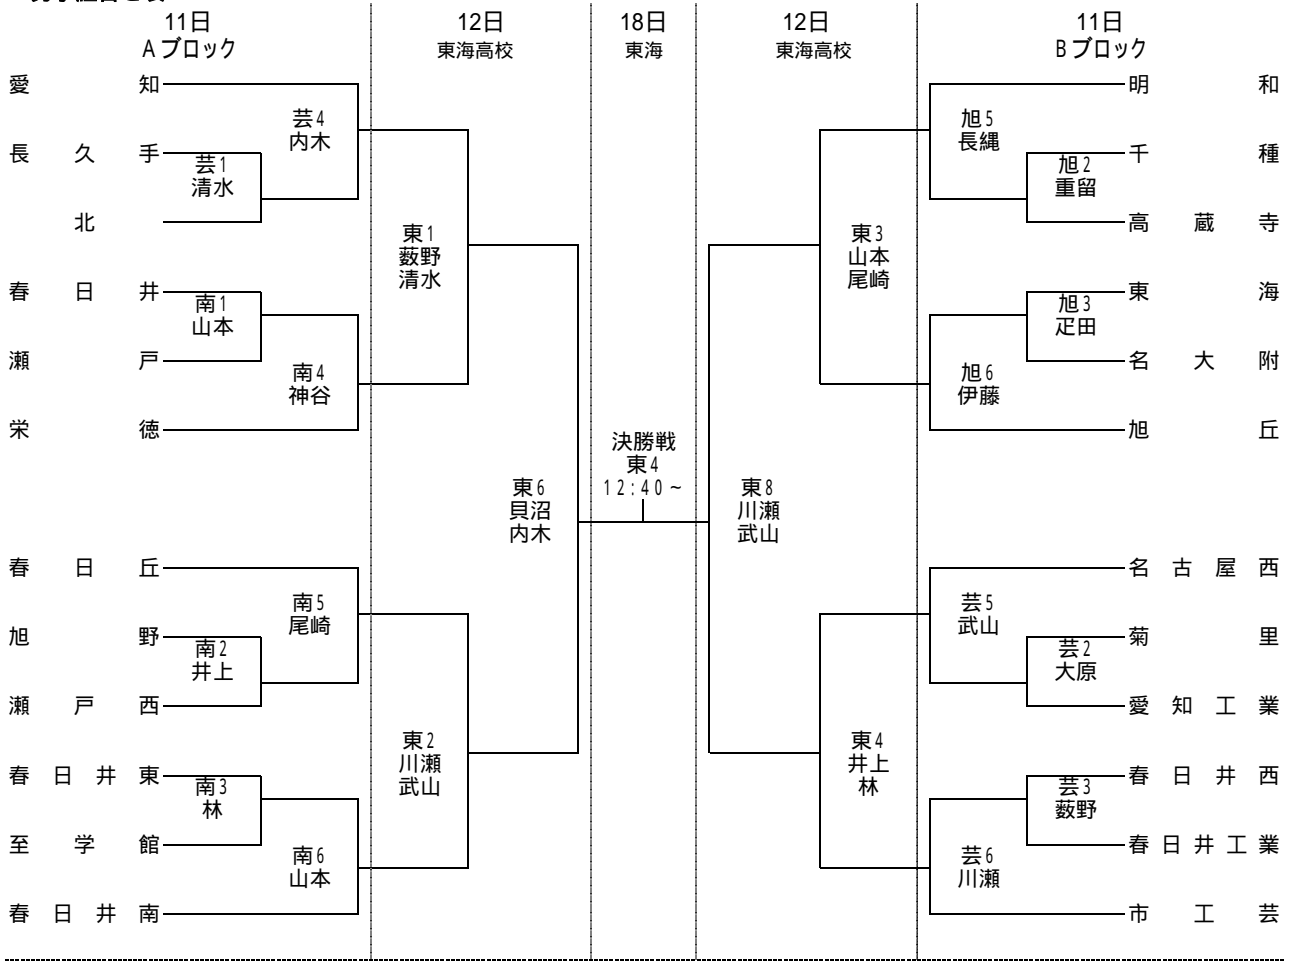 11日
Aブロック
12日
東海高校
18日
東海
12日
東海高校
11日
Bブロック
愛知
長久手
北
春日井
瀬戸
栄徳
春日丘
旭野
瀬戸西
春日井東
至学館
春日井南
芸1
清水
南1
山本
南2
井上
南3
林
芸4
内木
南4
神谷
南5
尾崎
南6
山本
東1
薮野
清水
東2
川瀬
武山
東6
貝沼
内木
決勝戦
東4
12:40~
東8
川瀬
武山
東3
山本
尾崎
東4
井上
林
旭5
長縄
旭6
伊藤
芸5
武山
芸6
川瀬
旭2
重留
旭3
疋田
芸2
大原
芸3
薮野
明和
千種
高蔵寺
東海
名大附
旭丘
名古屋西
菊里
愛知工業
春日井西
春日井工業
市工芸